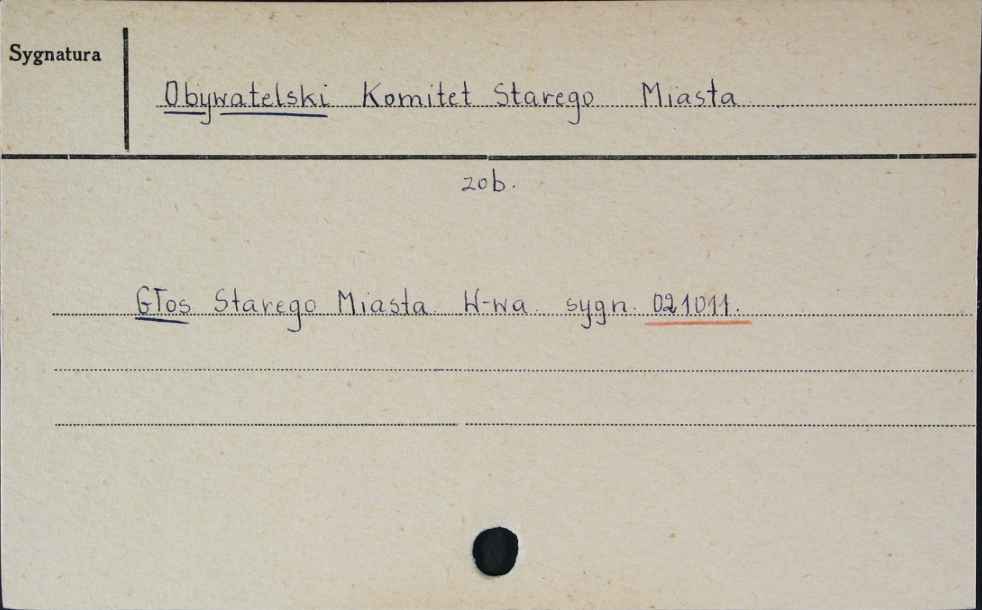 Sygnatura
Obywatelski Komitet Starego Miasta
zob.
Głos Starego Miasta. W-wa. sygn. 021011.